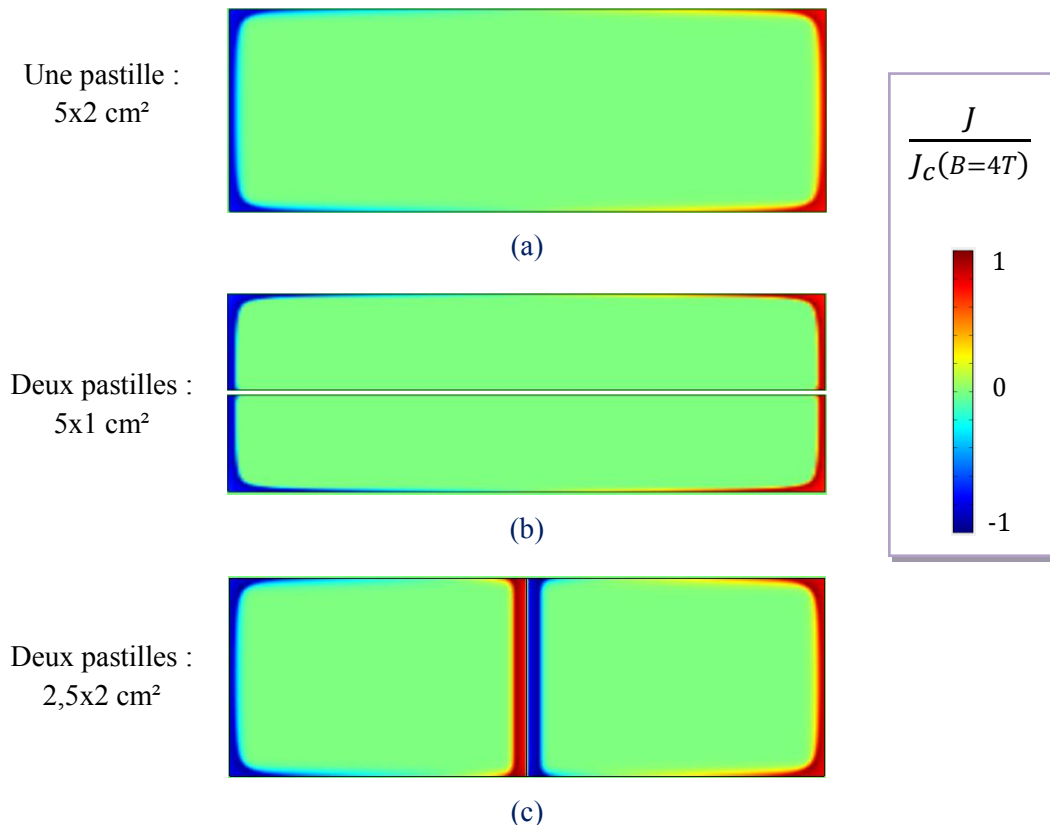 Une pastille :
5x2 cm²
(a)
Deux pastilles :
5x1 cm²
(b)
Deux pastilles :
2,5x2 cm²
(c)
J
J_c(B=4T)
1
0
-1